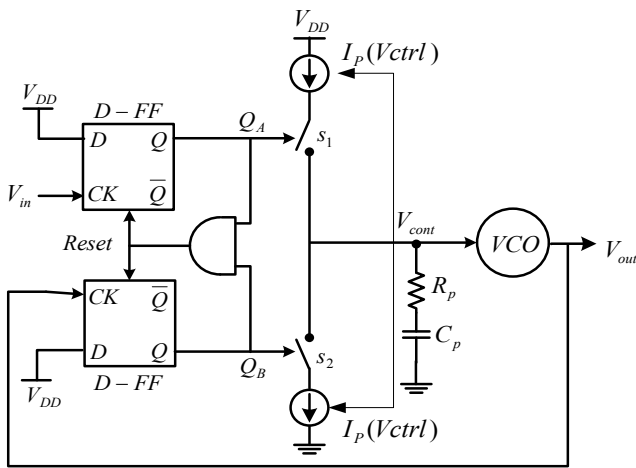 V_DD
I_P(Vctrl)
V_DD
D-FF
D
Q
Q_A
s_1
V_in
CK
Q̅
Reset
V_cont
VCO
V_out
R_p
CK
Q̅
C_p
D
Q
s_2
D-FF
Q_B
V_DD
I_P(Vctrl)